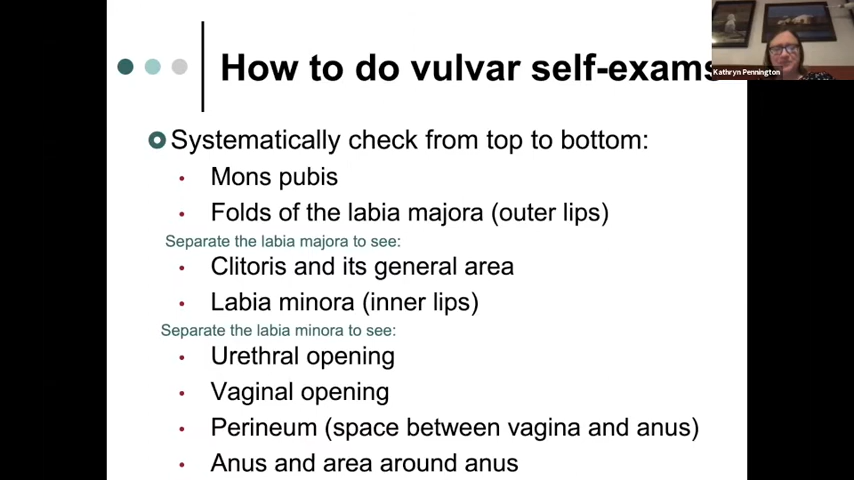 How to do vulvar self-exams
Kathryn Pennington
Systematically check from top to bottom:
Mons pubis
Folds of the labia majora (outer lips)
Separate the labia majora to see:
Clitoris and its general area
Labia minora (inner lips)
Separate the labia minora to see:
Urethral opening
Vaginal opening
Perineum (space between vagina and anus)
Anus and area around anus